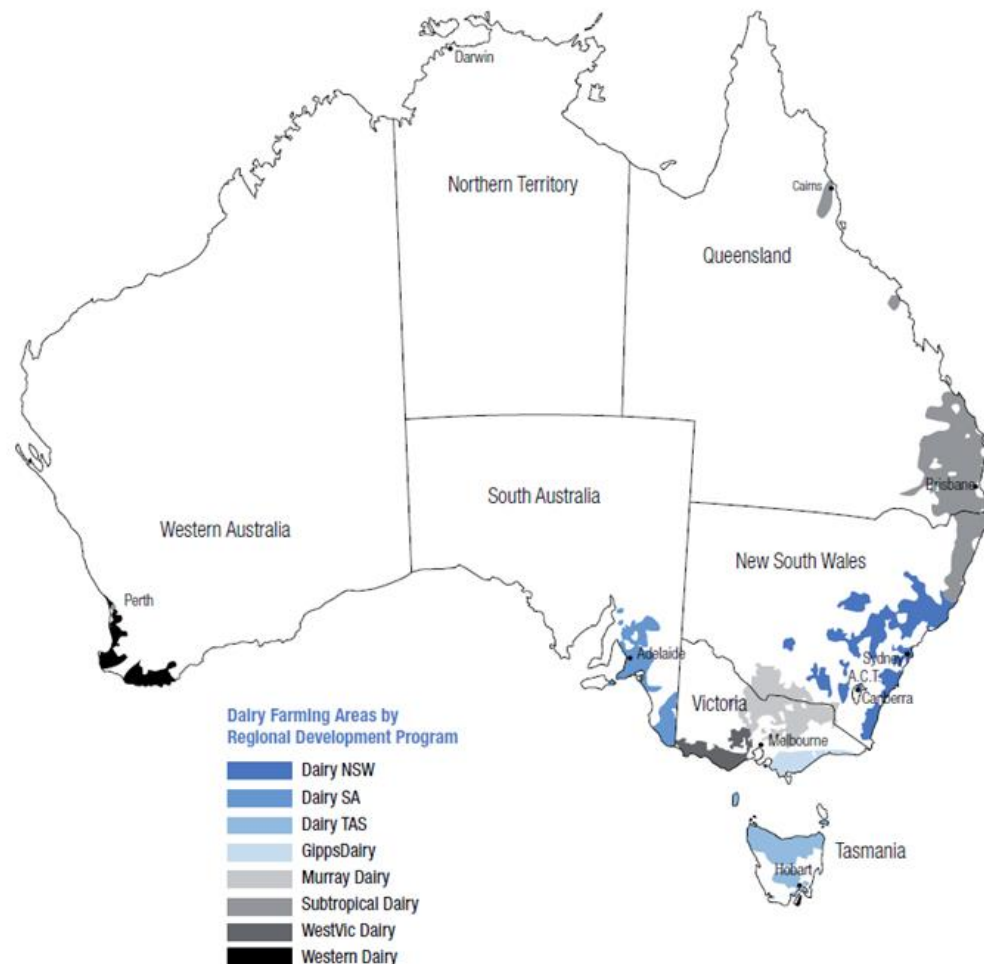 Darwin
Northern Territory
Cairns
Queensland
Brisbane
South Australia
Western Australia
New South Wales
Perth
Sydney
Adelaide
A.C.T.
Canberra
Victoria
Melbourne
Tasmania
Hobart
Dairy Farming Areas by
Regional Development Program
Dairy NSW
Dairy SA
Dairy TAS
GippsDairy
Murray Dairy
Subtropical Dairy
WestVic Dairy
Western Dairy